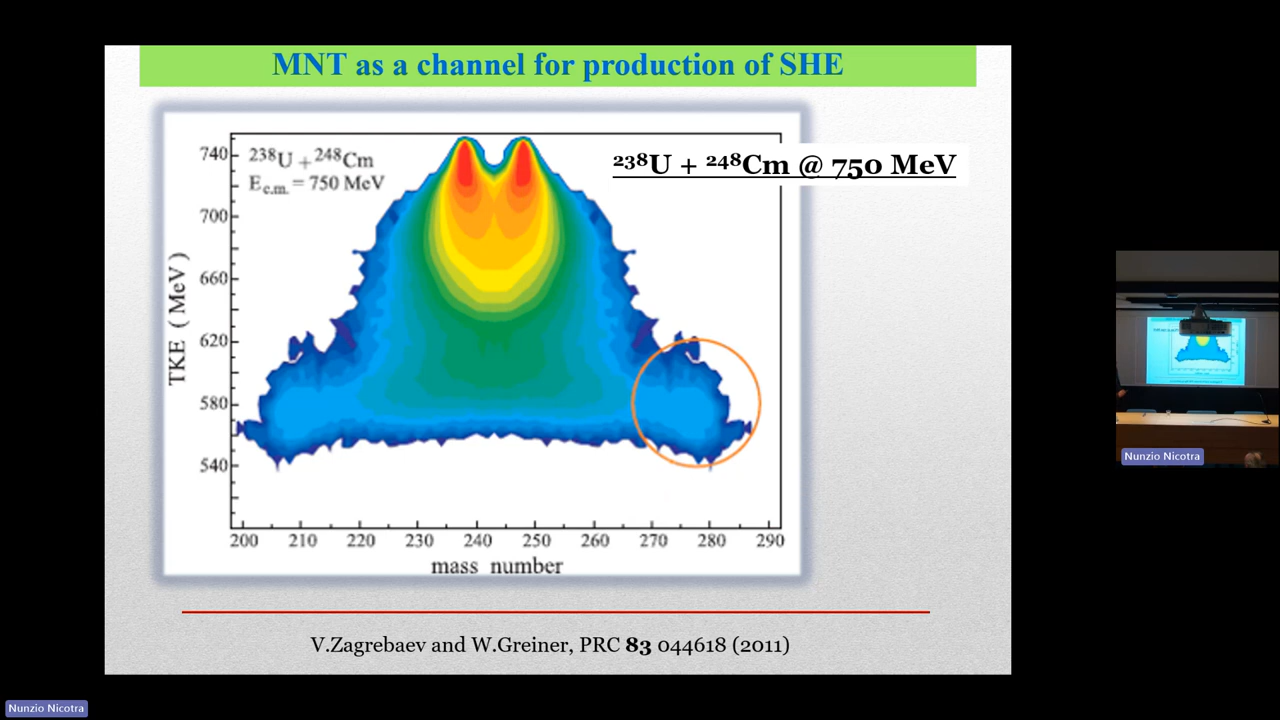 MNT as a channel for production of SHE
²³⁸U + ²⁴⁸Cm
E_c.m. = 750 MeV
²³⁸U + ²⁴⁸Cm @ 750 MeV
TKE ( MeV )
740
700
660
620
580
540
200 210 220 230 240 250 260 270 280 290
mass number
V.Zagrebaev and W.Greiner, PRC 83 044618 (2011)
Nunzio Nicotra
Nunzio Nicotra